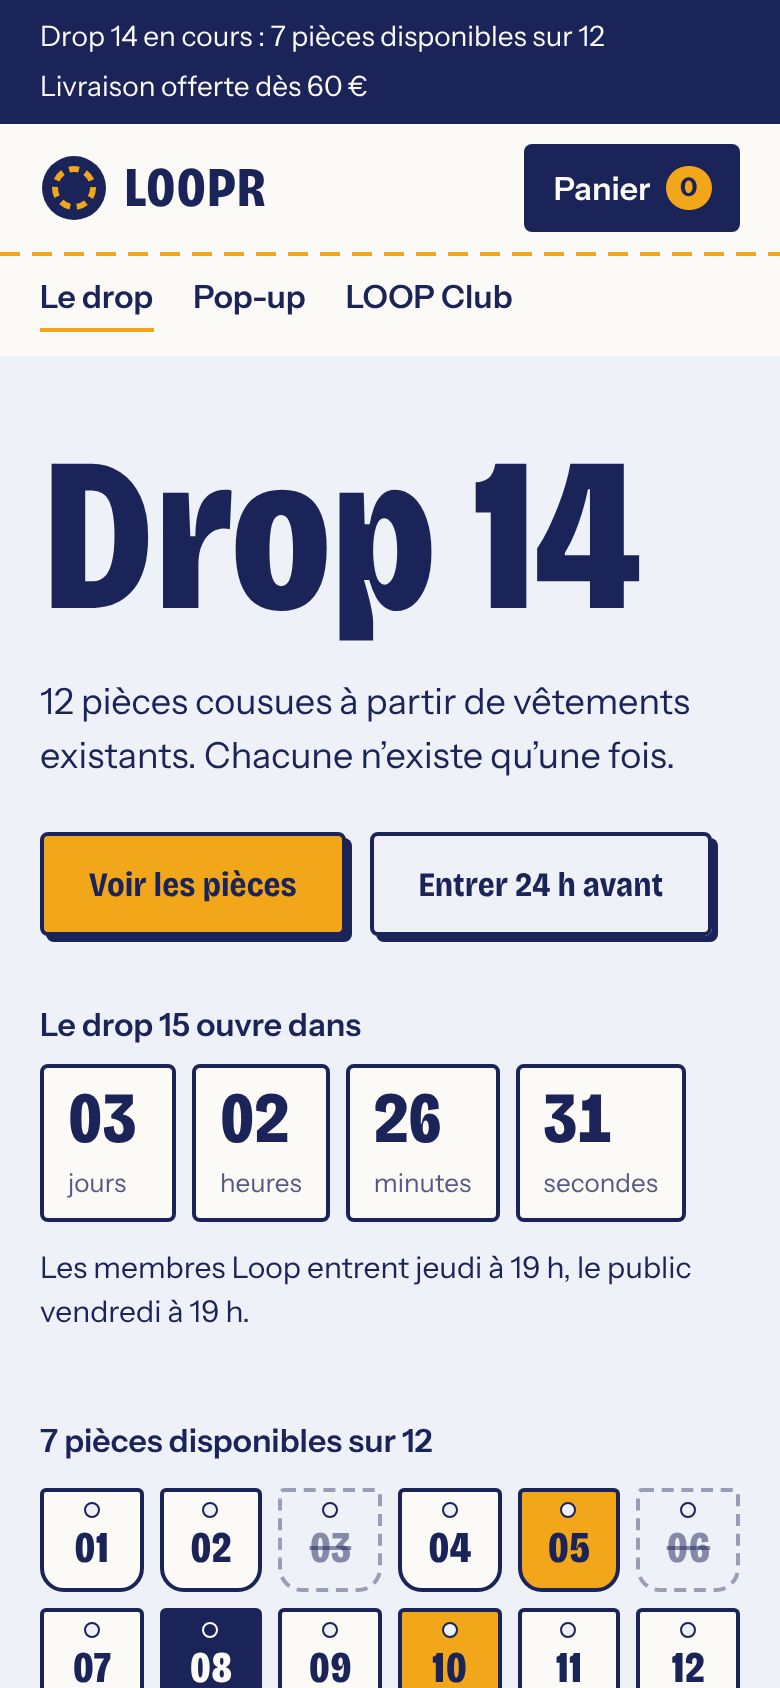 Drop 14 en cours : 7 pièces disponibles sur 12
Livraison offerte dès 60 €
LOOPR
Panier 0
Le drop Pop-up LOOP Club
Drop 14
12 pièces cousues à partir de vêtements
existants. Chacune n’existe qu’une fois.
Voir les pièces Entrer 24 h avant
Le drop 15 ouvre dans
03 02 26 31
jours heures minutes secondes
Les membres Loop entrent jeudi à 19 h, le public
vendredi à 19 h.
7 pièces disponibles sur 12
01 02 03 04 05 06
07 08 09 10 11 12